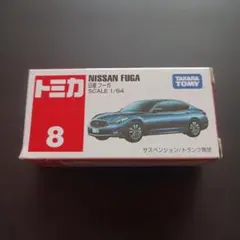 トミカ
NISSAN FUGA
日産 フーガ
SCALE 1/64
TAKARA
TOMY
8
サスペンション/トランク開閉